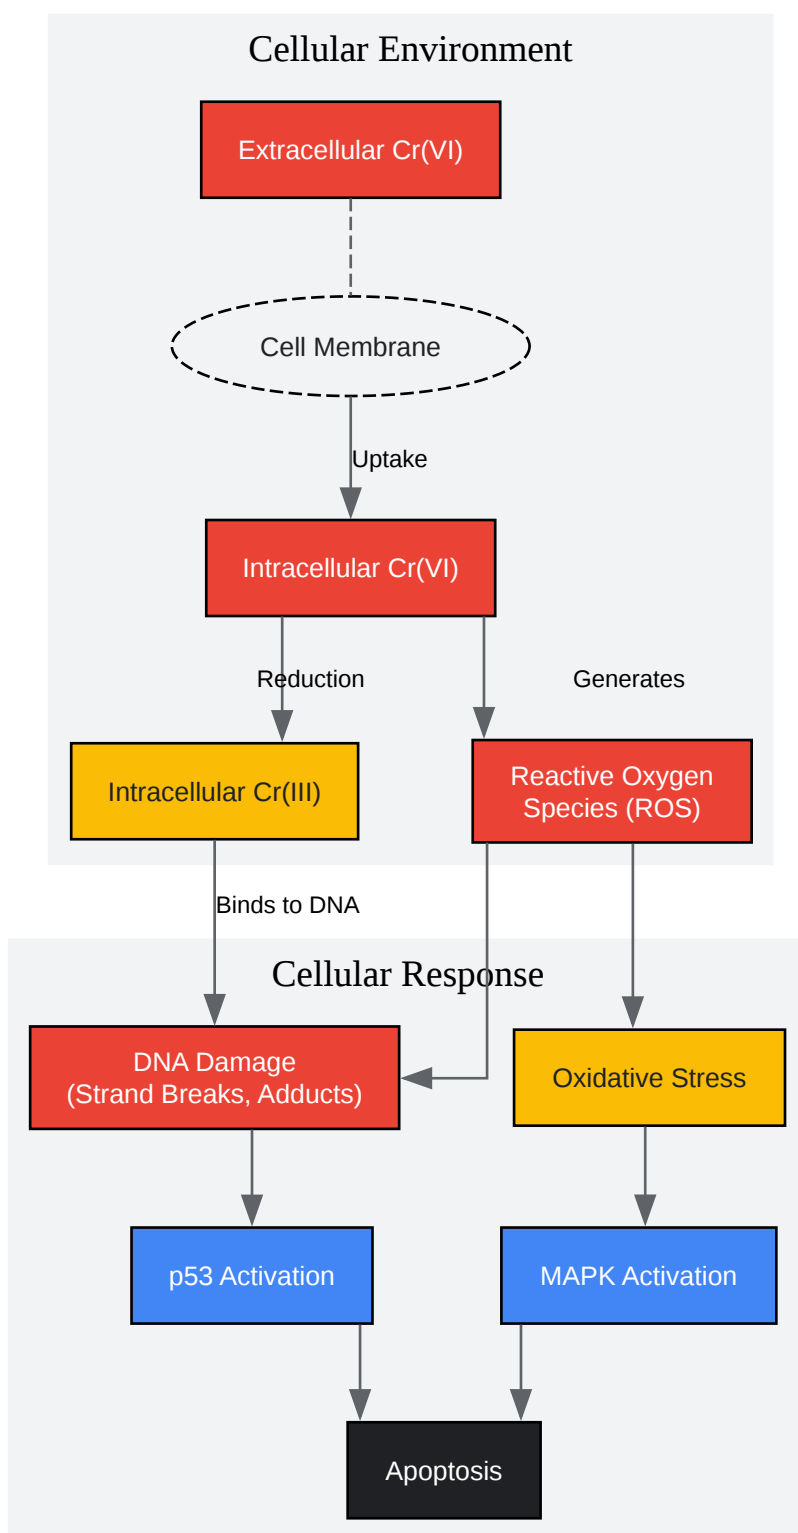 Cellular Environment
Extracellular Cr(VI)
Cell Membrane
Uptake
Intracellular Cr(VI)
Reduction
Generates
Intracellular Cr(III)
Reactive Oxygen
Species (ROS)
Binds to DNA
Cellular Response
DNA Damage
(Strand Breaks, Adducts)
Oxidative Stress
p53 Activation
MAPK Activation
Apoptosis